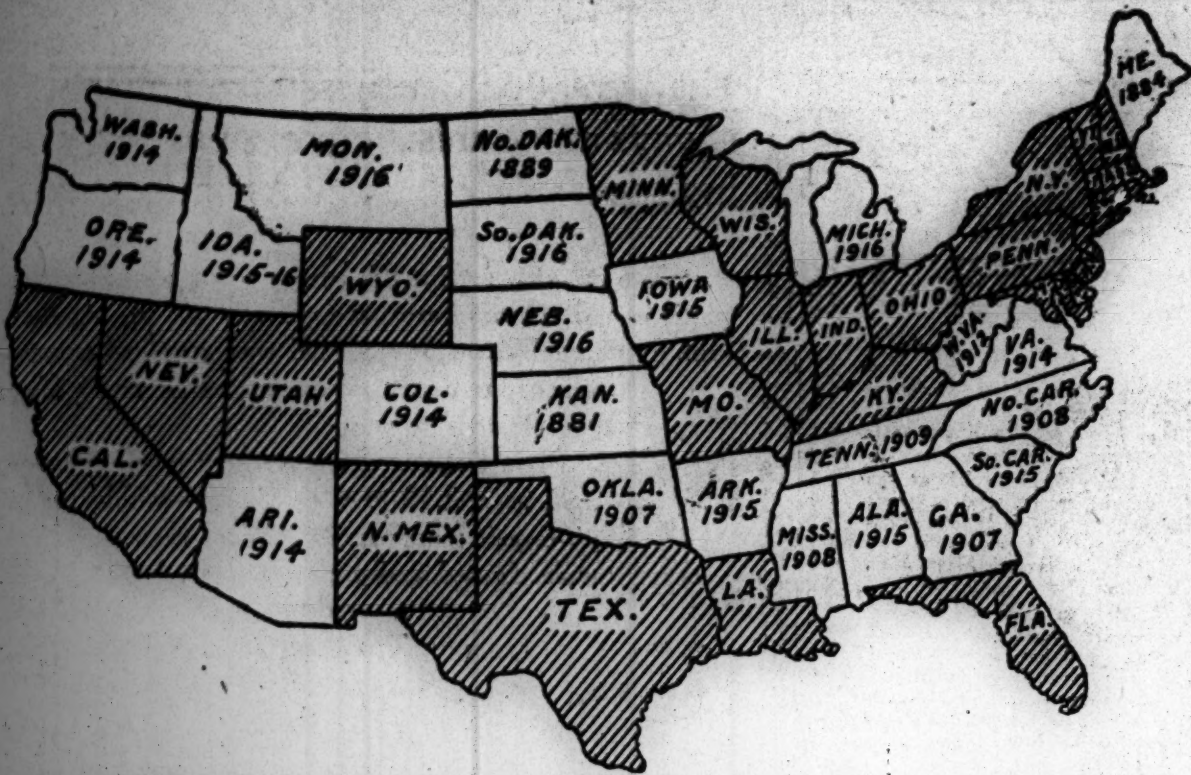 ME.
1884
WASH.
1914
MON.
1916
No. DAK.
1889
MINN.
ORE.
1914
IDA.
1915-16
So. DAK.
1916
WIS.
MICH.
1916
N.Y.
WYO.
IOWA
1915
PENN.
NEB.
1916
ILL.
IND.
OHIO
W.VA.
VA.
1914
NEV.
UTAH
COL.
1914
KAN.
1881
MO.
KY.
NO. CAR.
1908
CAL.
TENN. 1909
So. CAR.
1915
ARI.
1914
N. MEX.
OKLA.
1907
ARK.
1915
MISS.
1908
ALA.
1915
GA.
1907
TEX.
LA.
FLA.